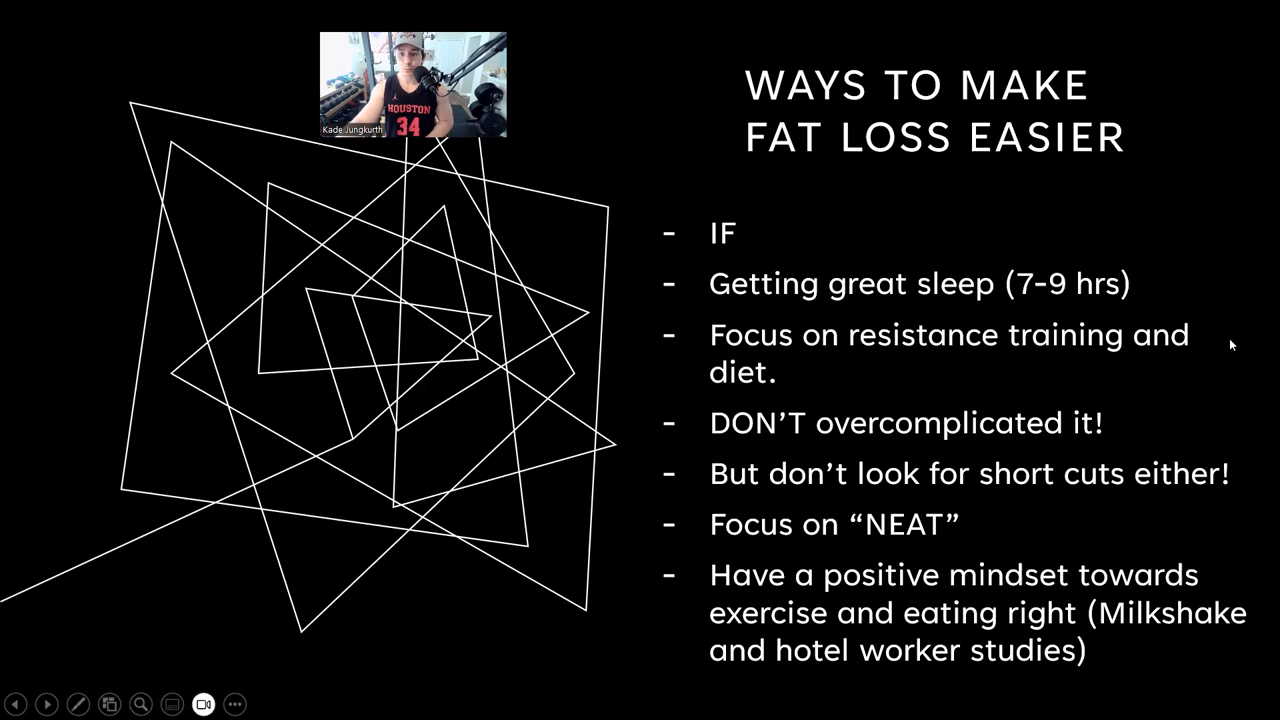 WAYS TO MAKE
FAT LOSS EASIER
HOUSTON
34
Kade Jungkurth
- IF
- Getting great sleep (7-9 hrs)
- Focus on resistance training and
diet.
- DON’T overcomplicated it!
- But don’t look for short cuts either!
- Focus on “NEAT”
- Have a positive mindset towards
exercise and eating right (Milkshake
and hotel worker studies)